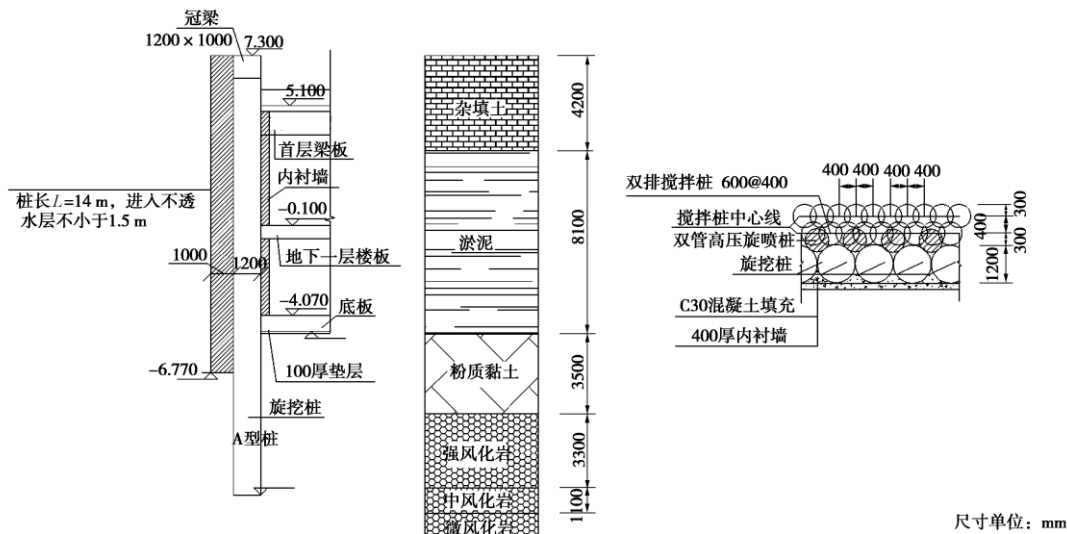 冠梁
1200×1000
7.300
5.100
首层梁板
内衬墙
桩长L=14 m，进入不透
水层不小于1.5 m
-0.100
1000
1200
地下一层楼板
-4.070
底板
-6.770
100厚垫层
旋挖桩
A型桩
杂填土
淤泥
粉质黏土
强风化岩
中风化岩
微风化岩
4200
8100
3500
3300
1100
400
400
400
400
双排搅拌桩 600@400
搅拌桩中心线
双管高压旋喷桩
旋挖桩
C30混凝土填充
400厚内衬墙
300
400
300
1200
尺寸单位：mm